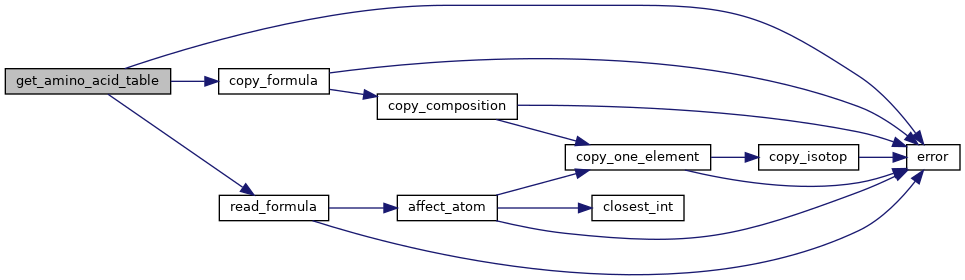 get_amino_acid_table
copy_formula
copy_composition
copy_one_element
copy_isotop
error
read_formula
affect_atom
closest_int